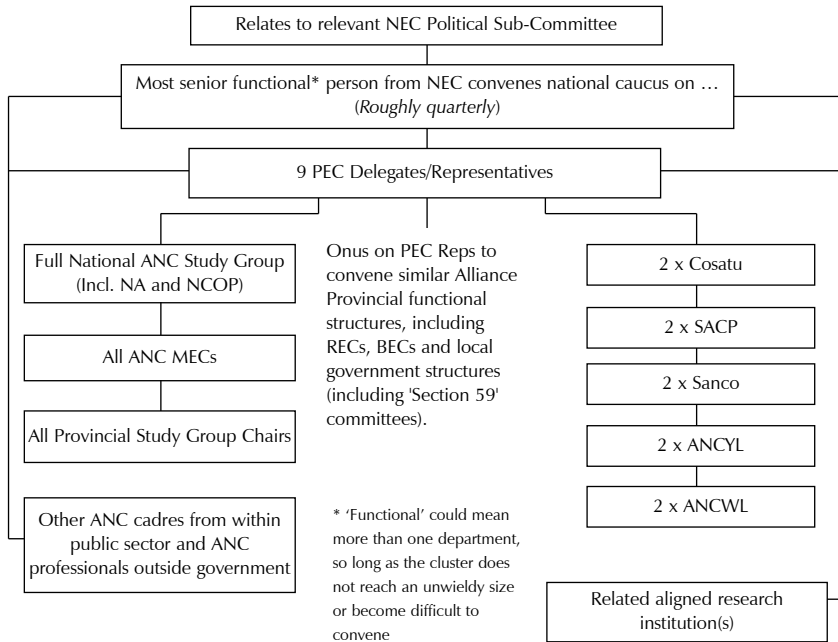 Relates to relevant NEC Political Sub-Committee
Most senior functional* person from NEC convenes national caucus on …
(Roughly quarterly)
9 PEC Delegates/Representatives
Full National ANC Study Group
(Incl. NA and NCOP)
All ANC MECs
All Provincial Study Group Chairs
Other ANC cadres from within
public sector and ANC
professionals outside government
Onus on PEC Reps to
convene similar Alliance
Provincial functional
structures, including
RECs, BECs and local
government structures
(including 'Section 59'
committees).
* ‘Functional’ could mean
more than one department,
so long as the cluster does
not reach an unwieldy size
or become difficult to
convene
2 x Cosatu
2 x SACP
2 x Sanco
2 x ANCYL
2 x ANCWL
Related aligned research
institution(s)